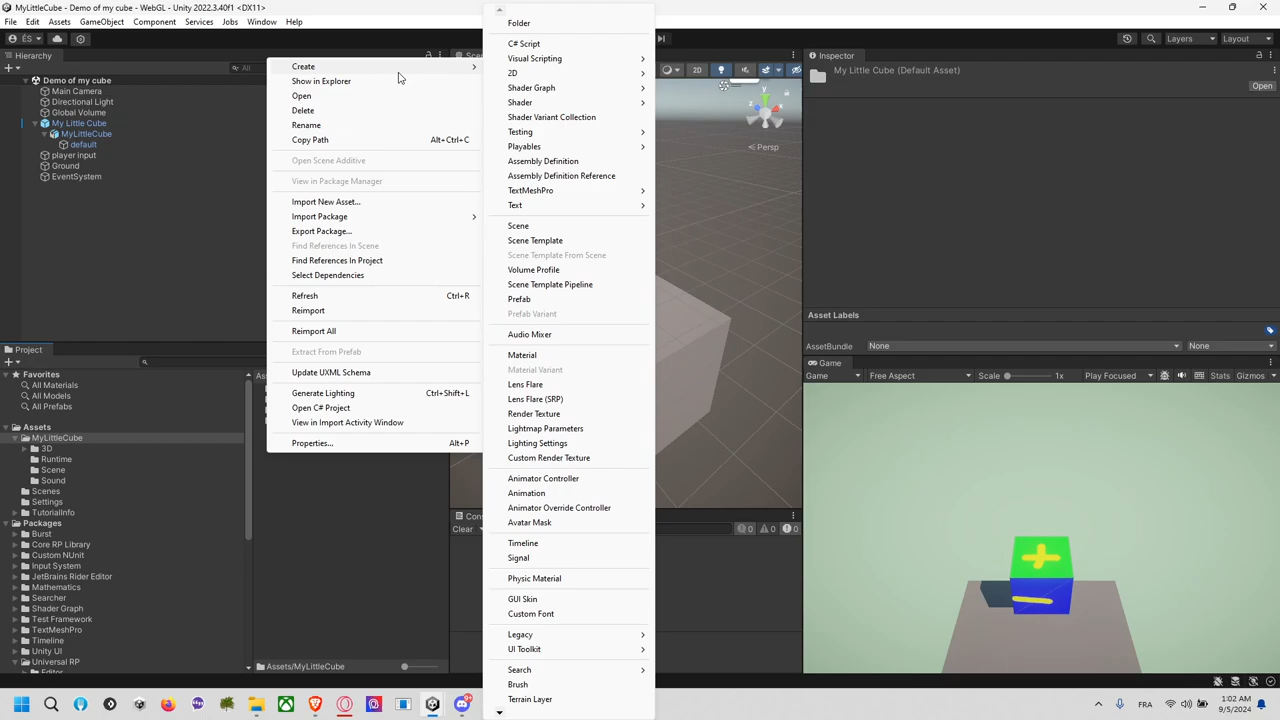 MyLittleCube - Demo of my cube - WebGL - Unity 2022.3.40f1 <DX11>
File Edit Assets GameObject Component Services Jobs Window Help
ÉS
Layers
Layout
Hierarchy
All
Demo of my cube
Main Camera
Directional Light
Global Volume
My Little Cube
MyLittleCube
default
player input
Ground
EventSystem
Create
Show in Explorer
Open
Delete
Rename
Copy Path Alt+Ctrl+C
Open Scene Additive
View in Package Manager
Import New Asset...
Import Package
Export Package...
Find References In Scene
Find References In Project
Select Dependencies
Refresh Ctrl+R
Reimport
Reimport All
Extract From Prefab
Update UXML Schema
Generate Lighting Ctrl+Shift+L
Open C# Project
View in Import Activity Window
Properties... Alt+P
Folder
C# Script
Visual Scripting
2D
Shader Graph
Shader
Shader Variant Collection
Testing
Playables
Assembly Definition
Assembly Definition Reference
TextMeshPro
Text
Scene
Scene Template
Scene Template From Scene
Volume Profile
Scene Template Pipeline
Prefab
Prefab Variant
Audio Mixer
Material
Material Variant
Lens Flare
Lens Flare (SRP)
Render Texture
Lightmap Parameters
Lighting Settings
Custom Render Texture
Animator Controller
Animation
Animator Override Controller
Avatar Mask
Timeline
Signal
Physic Material
GUI Skin
Custom Font
Legacy
UI Toolkit
Search
Brush
Terrain Layer
y
x
z
Persp
Inspector
My Little Cube (Default Asset)
Open
Asset Labels
AssetBundle None None
Game
Game Free Aspect Scale 1x Play Focused Stats Gizmos
Project
Favorites
All Materials
All Models
All Prefabs
Assets
MyLittleCube
3D
Runtime
Scene
Sound
Scenes
Settings
TutorialInfo
Packages
Burst
Core RP Library
Custom NUnit
Input System
JetBrains Rider Editor
Mathematics
Searcher
Shader Graph
Test Framework
TextMeshPro
Timeline
Unity UI
Universal RP
Editor
Assets/MyLittleCube
Clear
0 0 0
9:12 AM
9/5/2024